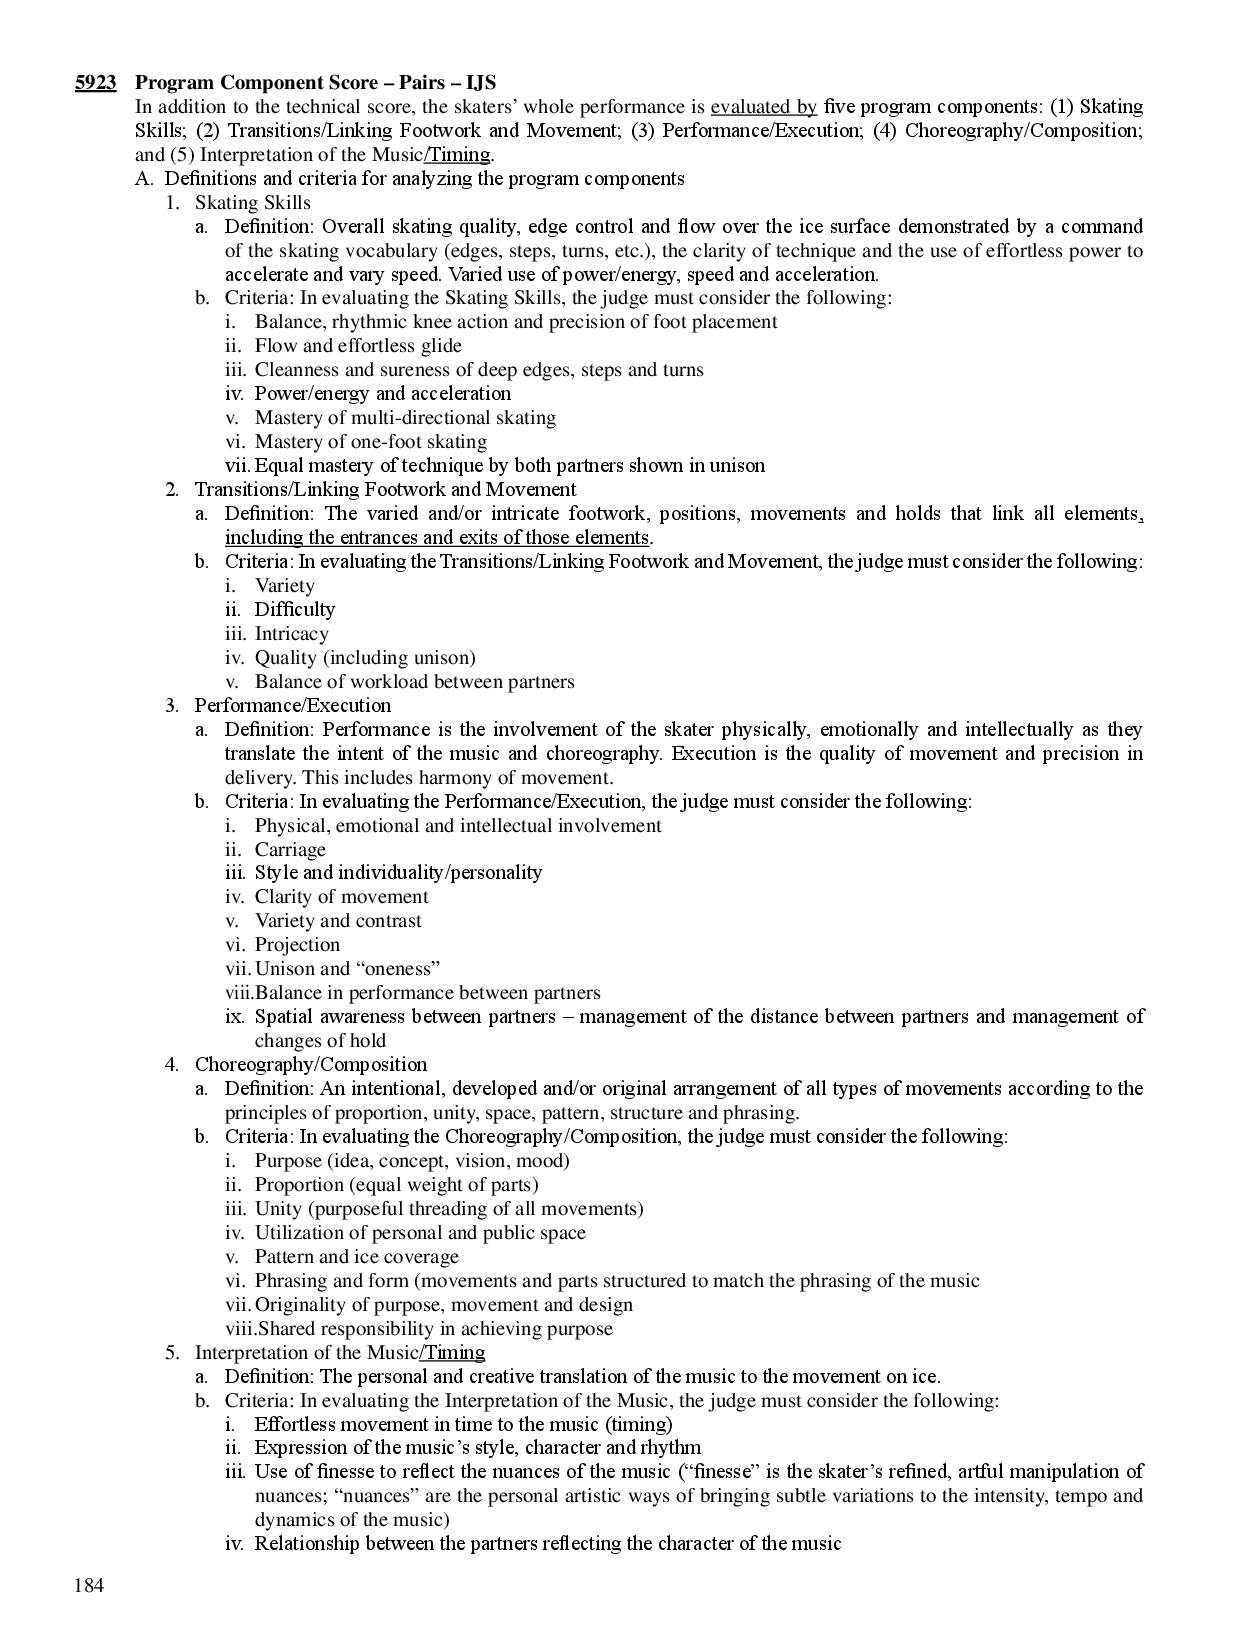 5923 Program Component Score – Pairs – IJS
In addition to the technical score, the skaters’ whole performance is evaluated by five program components: (1) Skating
Skills; (2) Transitions/Linking Footwork and Movement; (3) Performance/Execution; (4) Choreography/Composition;
and (5) Interpretation of the Music/Timing.
A. Definitions and criteria for analyzing the program components
1. Skating Skills
a. Definition: Overall skating quality, edge control and flow over the ice surface demonstrated by a command
of the skating vocabulary (edges, steps, turns, etc.), the clarity of technique and the use of effortless power to
accelerate and vary speed. Varied use of power/energy, speed and acceleration.
b. Criteria: In evaluating the Skating Skills, the judge must consider the following:
i. Balance, rhythmic knee action and precision of foot placement
ii. Flow and effortless glide
iii. Cleanness and sureness of deep edges, steps and turns
iv. Power/energy and acceleration
v. Mastery of multi-directional skating
vi. Mastery of one-foot skating
vii. Equal mastery of technique by both partners shown in unison
2. Transitions/Linking Footwork and Movement
a. Definition: The varied and/or intricate footwork, positions, movements and holds that link all elements,
including the entrances and exits of those elements.
b. Criteria: In evaluating the Transitions/Linking Footwork and Movement, the judge must consider the following:
i. Variety
ii. Difficulty
iii. Intricacy
iv. Quality (including unison)
v. Balance of workload between partners
3. Performance/Execution
a. Definition: Performance is the involvement of the skater physically, emotionally and intellectually as they
translate the intent of the music and choreography. Execution is the quality of movement and precision in
delivery. This includes harmony of movement.
b. Criteria: In evaluating the Performance/Execution, the judge must consider the following:
i. Physical, emotional and intellectual involvement
ii. Carriage
iii. Style and individuality/personality
iv. Clarity of movement
v. Variety and contrast
vi. Projection
vii. Unison and “oneness”
viii.Balance in performance between partners
ix. Spatial awareness between partners – management of the distance between partners and management of
changes of hold
4. Choreography/Composition
a. Definition: An intentional, developed and/or original arrangement of all types of movements according to the
principles of proportion, unity, space, pattern, structure and phrasing.
b. Criteria: In evaluating the Choreography/Composition, the judge must consider the following:
i. Purpose (idea, concept, vision, mood)
ii. Proportion (equal weight of parts)
iii. Unity (purposeful threading of all movements)
iv. Utilization of personal and public space
v. Pattern and ice coverage
vi. Phrasing and form (movements and parts structured to match the phrasing of the music
vii. Originality of purpose, movement and design
viii.Shared responsibility in achieving purpose
5. Interpretation of the Music/Timing
a. Definition: The personal and creative translation of the music to the movement on ice.
b. Criteria: In evaluating the Interpretation of the Music, the judge must consider the following:
i. Effortless movement in time to the music (timing)
ii. Expression of the music’s style, character and rhythm
iii. Use of finesse to reflect the nuances of the music (“finesse” is the skater’s refined, artful manipulation of
nuances; “nuances” are the personal artistic ways of bringing subtle variations to the intensity, tempo and
dynamics of the music)
iv. Relationship between the partners reflecting the character of the music
184